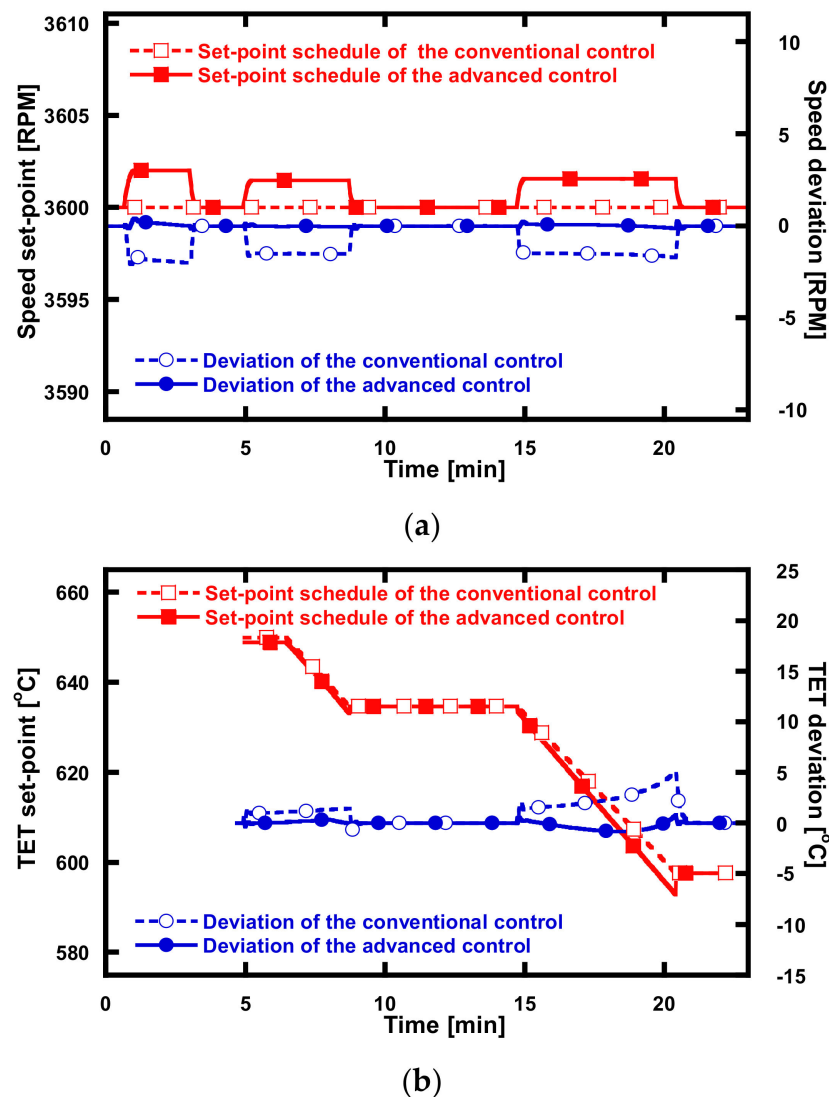 3610
3605
3600
3595
3590
Speed set-point [RPM]
Set-point schedule of the conventional control
Set-point schedule of the advanced control
Deviation of the conventional control
Deviation of the advanced control
10
5
0
-5
-10
Speed deviation [RPM]
0 5 10 15 20
Time [min]
(a)
660
640
620
600
580
TET set-point [°C]
Set-point schedule of the conventional control
Set-point schedule of the advanced control
Deviation of the conventional control
Deviation of the advanced control
25
20
15
10
5
0
-5
-10
-15
TET deviation [°C]
0 5 10 15 20
Time [min]
(b)